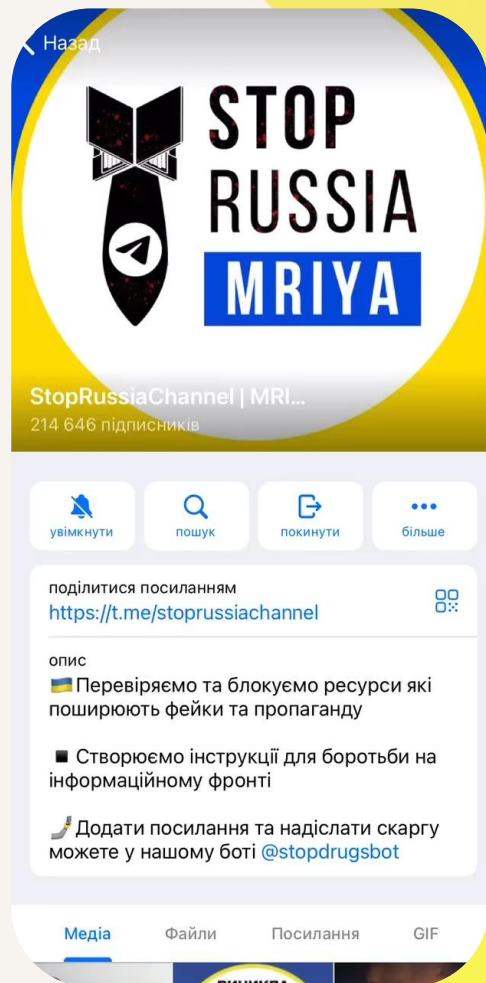 Назад
STOP
RUSSIA
MRIYA
StopRussiaChannel | MRI...
214 646 підписників
увімкнути
пошук
покинути
більше
поділитися посиланням
https://t.me/stoprussiachannel
опис
🇺🇦Перевіряємо та блокуємо ресурси які
поширюють фейки та пропаганду
◾ Створюємо інструкції для боротьби на
інформаційному фронті
🤳Додати посилання та надіслати скаргу
можете у нашому боті @stopdrugsbot
Медіа
Файли
Посилання
GIF